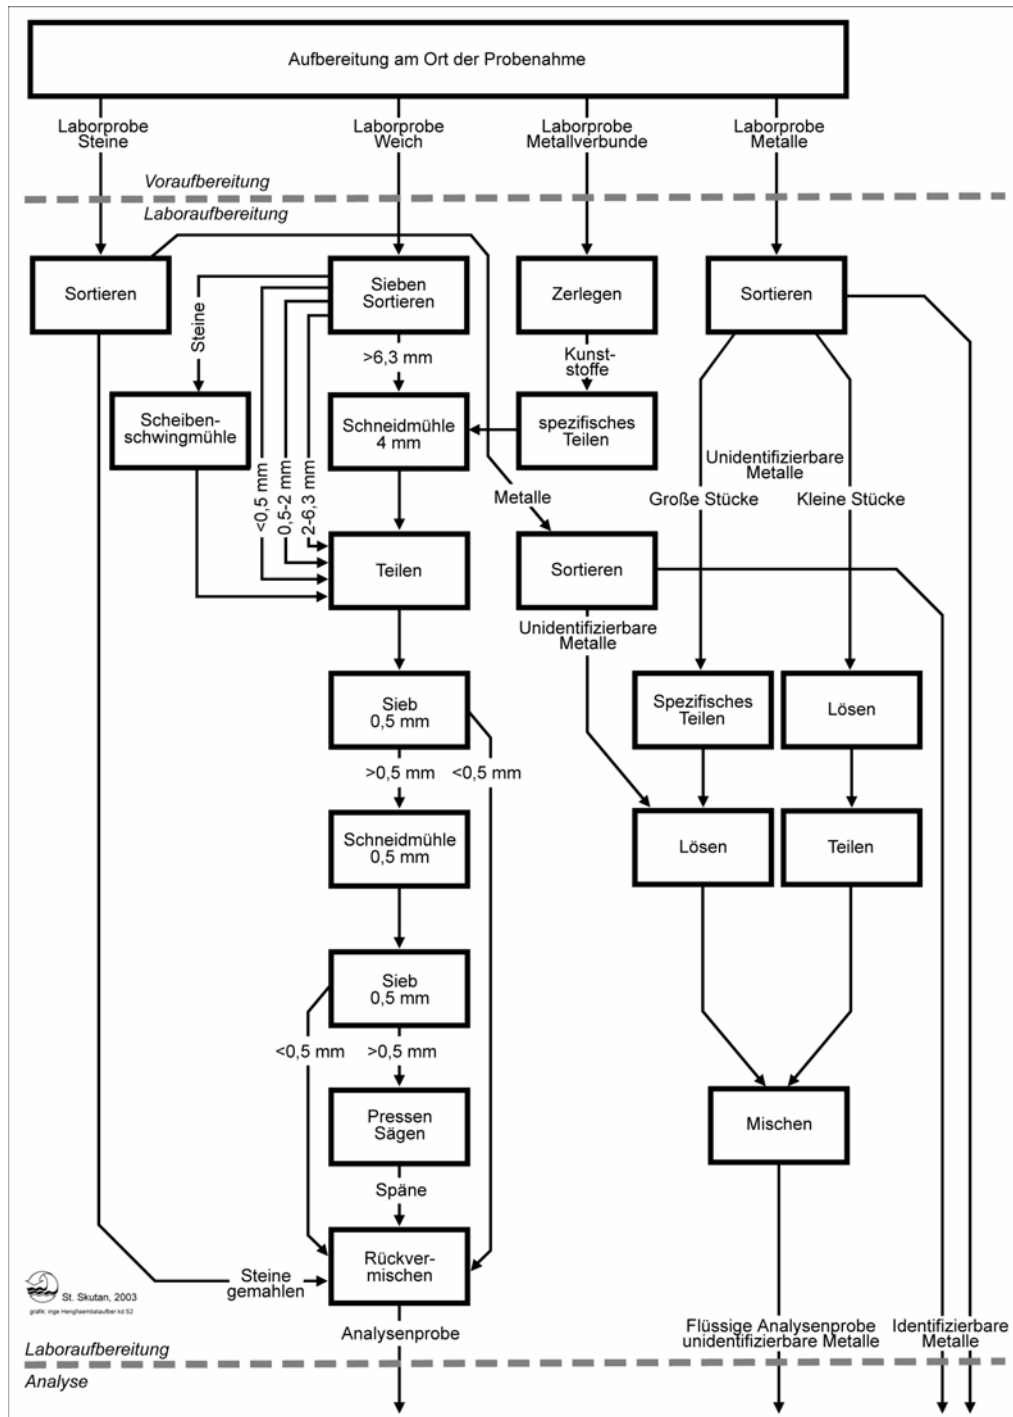 Aufbereitung am Ort der Probenahme
Laborprobe
Steine
Laborprobe
Weich
Laborprobe
Metallverbunde
Laborprobe
Metalle
Voraufbereitung
Laboraufbereitung
Sortieren
Sieben
Sortieren
Zerlegen
Sortieren
Steine
>6,3 mm
Kunst-
stoffe
Scheiben-
schwingmühle
Schneidmühle
4 mm
spezifisches
Teilen
<0,5 mm
0,5-2 mm
2-6,3 mm
Metalle
Unidentifizierbare
Metalle
Große Stücke
Kleine Stücke
Teilen
Sortieren
Unidentifizierbare
Metalle
Sieb
0,5 mm
Spezifisches
Teilen
Lösen
>0,5 mm
<0,5 mm
Schneidmühle
0,5 mm
Lösen
Teilen
Sieb
0,5 mm
<0,5 mm
>0,5 mm
Pressen
Sägen
Mischen
Späne
Rückver-
mischen
Steine
gemahlen
St. Skutan, 2003
grafik: inge
Analysenprobe
Flüssige Analysenprobe
unidentifizierbare Metalle
Identifizierbare
Metalle
Laboraufbereitung
Analyse